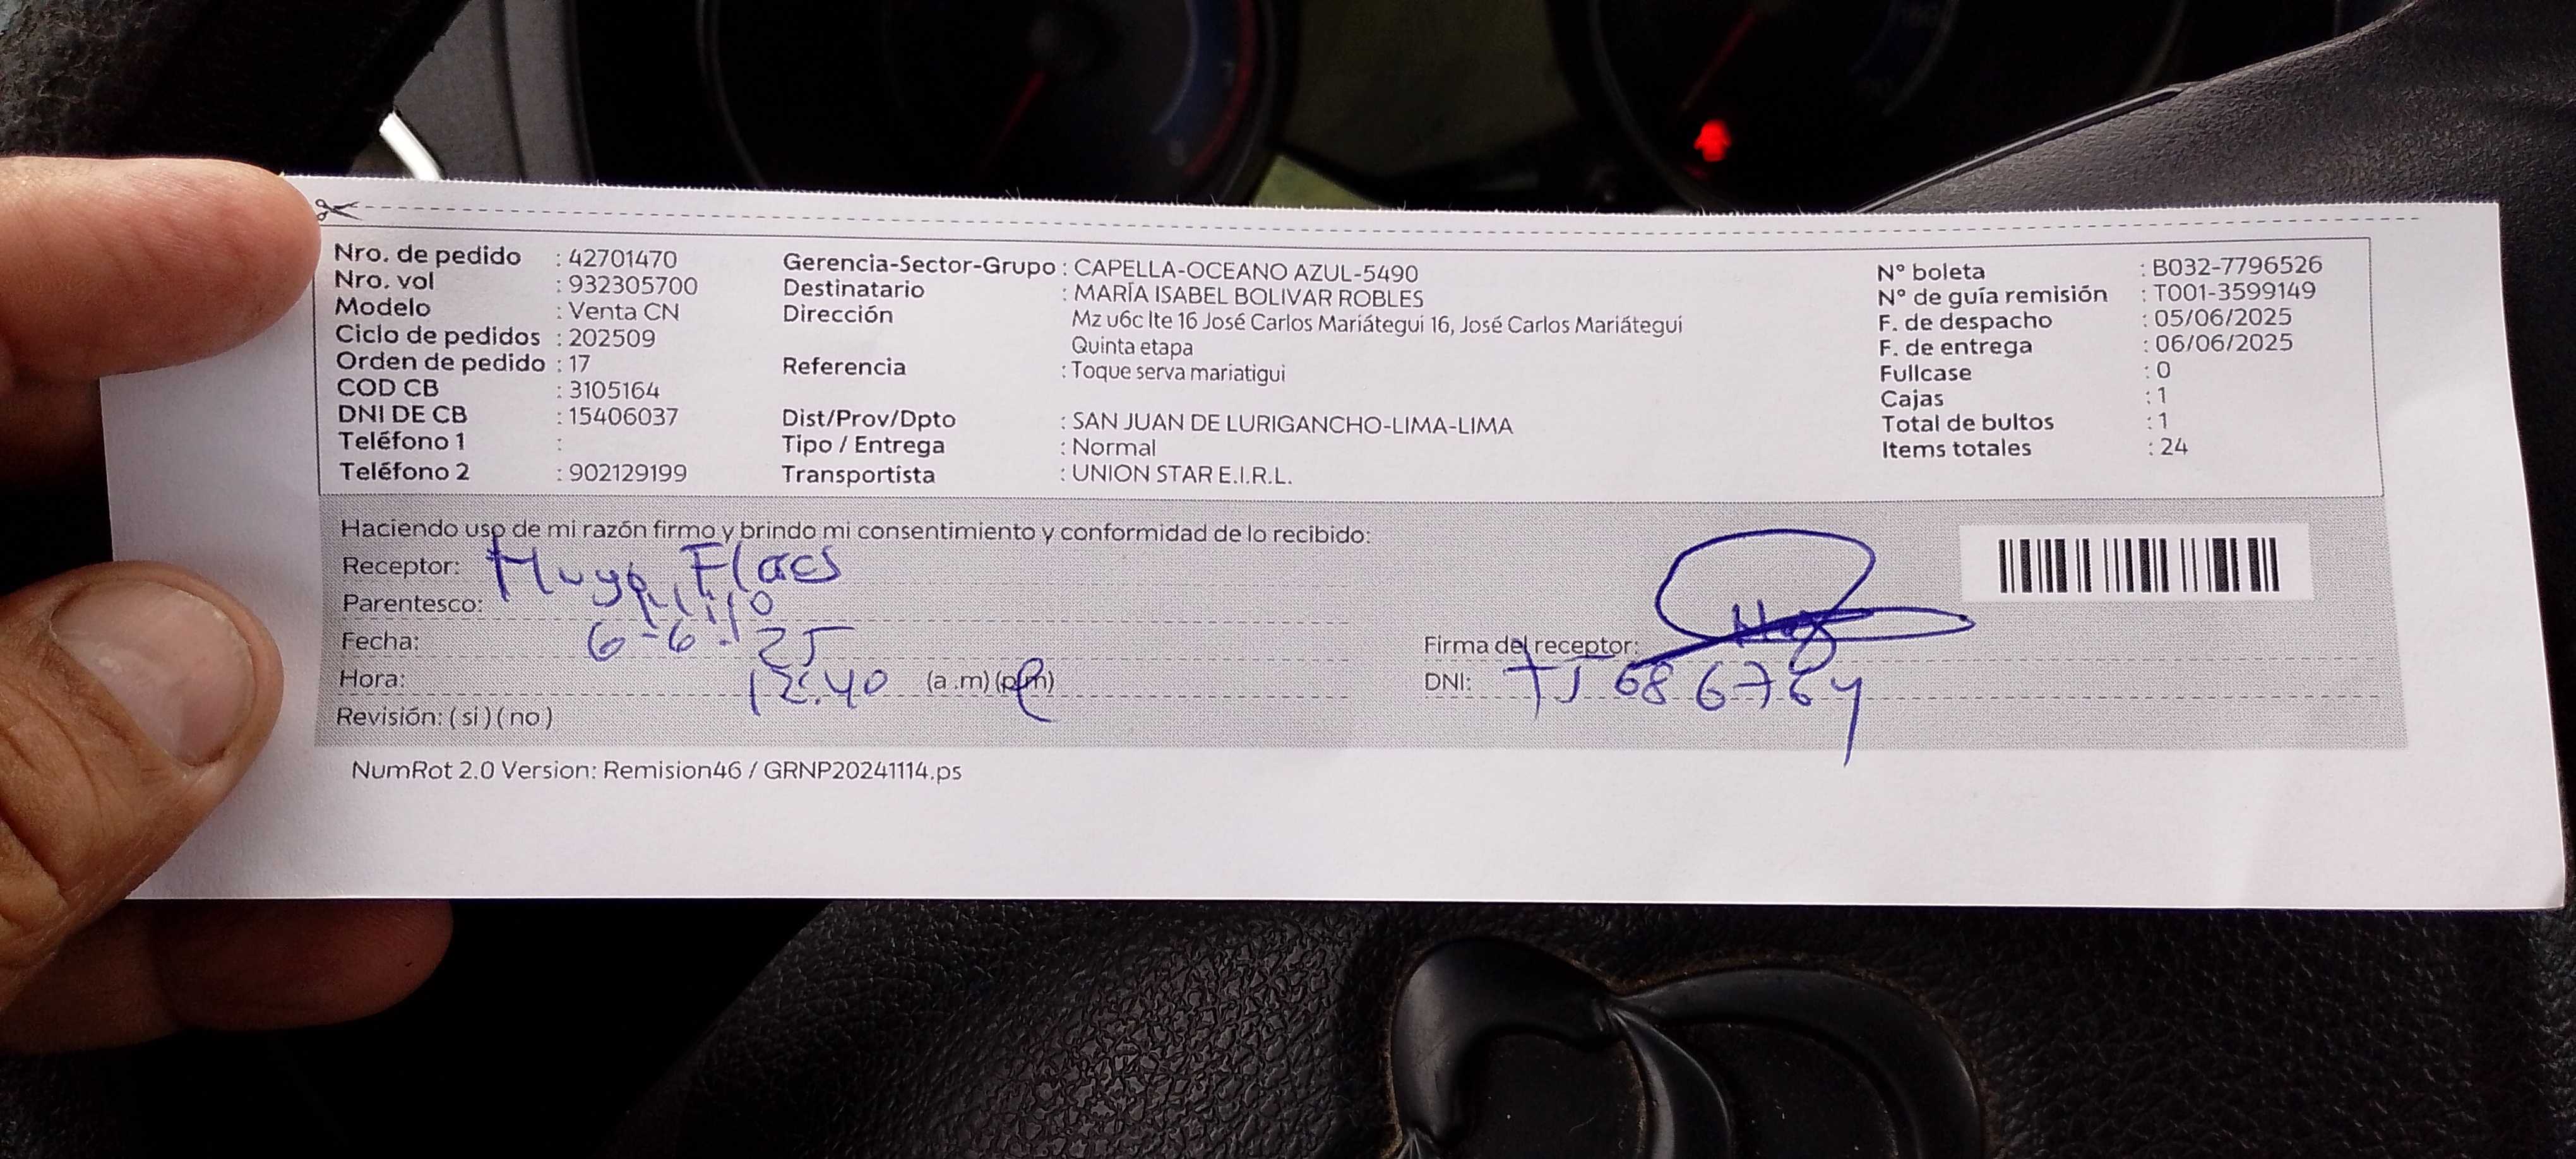 Nro. de pedido : 42701470
Nro. vol : 932305700
Modelo : Venta CN
Ciclo de pedidos : 202509
Orden de pedido : 17
COD CB : 3105164
DNI DE CB : 15406037
Teléfono 1 :
Teléfono 2 : 902129199
Gerencia-Sector-Grupo : CAPELLA-OCEANO AZUL-5490
Destinatario : MARÍA ISABEL BOLIVAR ROBLES
Dirección
Mz u6c lte 16 José Carlos Mariátegui 16, José Carlos Mariátegui
Quinta etapa
Referencia : Toque serva mariatigui
Dist/Prov/Dpto : SAN JUAN DE LURIGANCHO-LIMA-LIMA
Tipo / Entrega : Normal
Transportista : UNION STAR E.I.R.L.
N° boleta : B032-7796526
N° de guía remisión : T001-3599149
F. de despacho : 05/06/2025
F. de entrega : 06/06/2025
Fullcase : 0
Cajas : 1
Total de bultos : 1
Items totales : 24
Haciendo uso de mi razón firmo y brindo mi consentimiento y conformidad de lo recibido:
Receptor:
Parentesco:
Fecha: 6-6-25
Hora: 12:40 (a .m) (p.m)
Revisión: ( si ) ( no )
Firma del receptor:
DNI:
NumRot 2.0 Version: Remision46 / GRNP20241114.ps